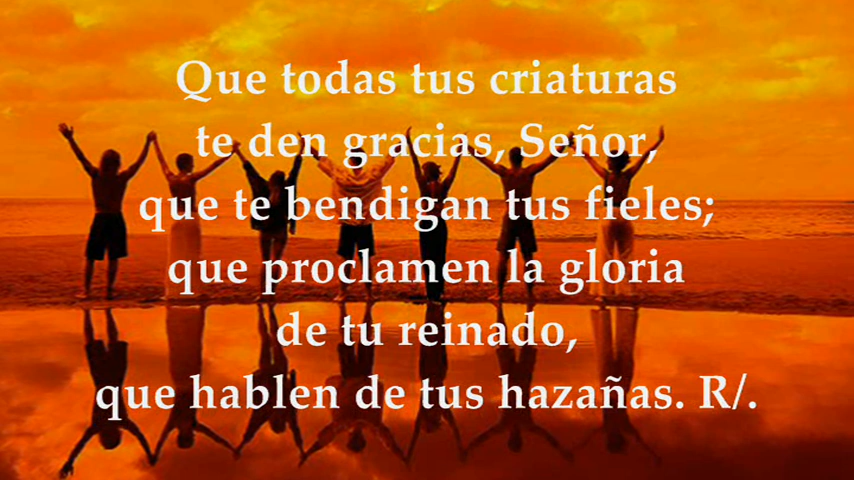 Que todas tus criaturas
te den gracias, Señor,
que te bendigan tus fieles;
que proclamen la gloria
de tu reinado,
que hablen de tus hazañas. R/.